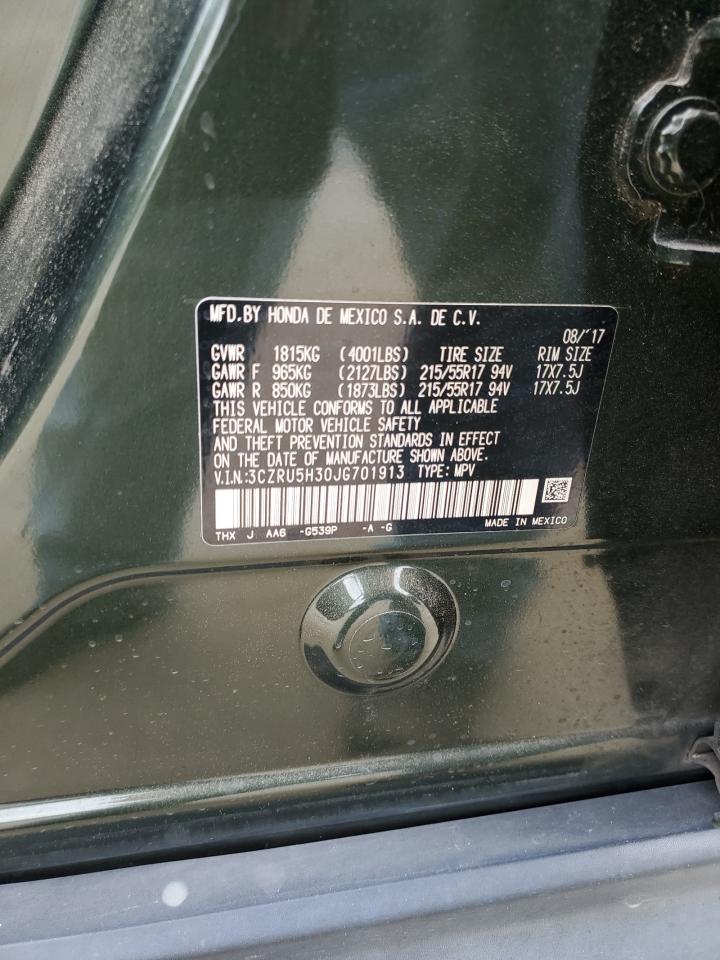 MFD.BY HONDA DE MEXICO S.A. DE C.V.
08/'17
GVWR 1815KG (4001LBS) TIRE SIZE RIM SIZE
GAWR F 965KG (2127LBS) 215/55R17 94V 17X7.5J
GAWR R 850KG (1873LBS) 215/55R17 94V 17X7.5J
THIS VEHICLE CONFORMS TO ALL APPLICABLE
FEDERAL MOTOR VEHICLE SAFETY
AND THEFT PREVENTION STANDARDS IN EFFECT
ON THE DATE OF MANUFACTURE SHOWN ABOVE.
V.I.N.:3CZRU5H30JG701913 TYPE: MPV
THX J AA6 -G539P -A -G MADE IN MEXICO